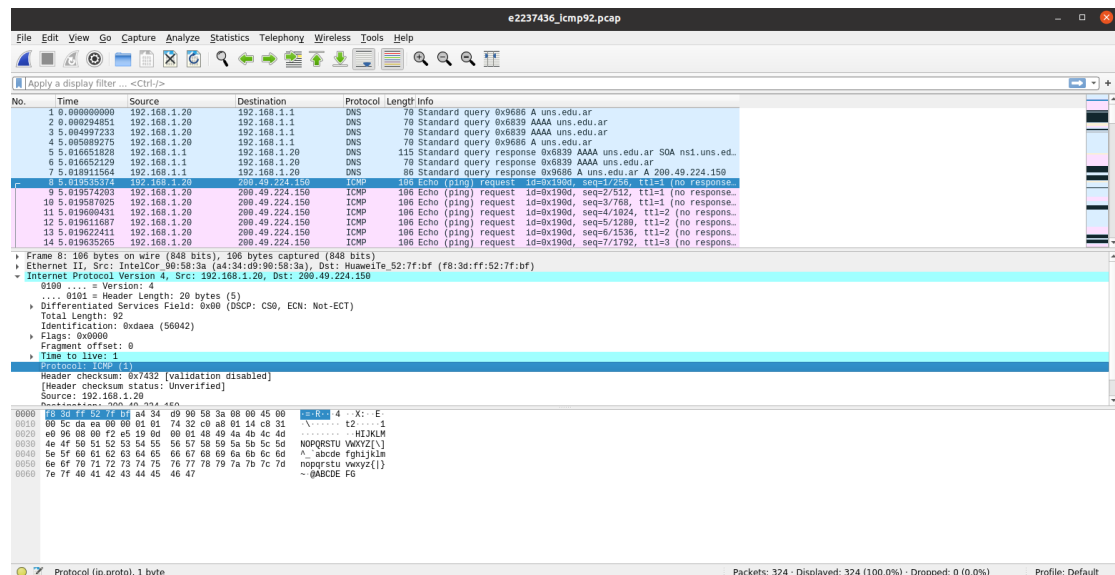 e2237436_icmp92.pcap
File Edit View Go Capture Analyze Statistics Telephony Wireless Tools Help
Apply a display filter ... <Ctrl-/>
No. Time Source Destination Protocol Length Info
1 0.000000000 192.168.1.20 192.168.1.1 DNS 70 Standard query 0x9686 A uns.edu.ar
2 0.000294851 192.168.1.20 192.168.1.1 DNS 70 Standard query 0x6839 AAAA uns.edu.ar
3 5.004997233 192.168.1.20 192.168.1.1 DNS 70 Standard query 0x6839 AAAA uns.edu.ar
4 5.005089275 192.168.1.20 192.168.1.1 DNS 70 Standard query 0x9686 A uns.edu.ar
5 5.016651828 192.168.1.1 192.168.1.20 DNS 115 Standard query response 0x6839 AAAA uns.edu.ar SOA ns1.uns.ed…
6 5.016652129 192.168.1.1 192.168.1.20 DNS 70 Standard query response 0x6839 AAAA uns.edu.ar
7 5.018911564 192.168.1.1 192.168.1.20 DNS 86 Standard query response 0x9686 A uns.edu.ar A 200.49.224.150
8 5.019535374 192.168.1.20 200.49.224.150 ICMP 106 Echo (ping) request id=0x190d, seq=1/256, ttl=1 (no response…
9 5.019574203 192.168.1.20 200.49.224.150 ICMP 106 Echo (ping) request id=0x190d, seq=2/512, ttl=1 (no response…
10 5.019587025 192.168.1.20 200.49.224.150 ICMP 106 Echo (ping) request id=0x190d, seq=3/768, ttl=1 (no response…
11 5.019600431 192.168.1.20 200.49.224.150 ICMP 106 Echo (ping) request id=0x190d, seq=4/1024, ttl=2 (no respons…
12 5.019611687 192.168.1.20 200.49.224.150 ICMP 106 Echo (ping) request id=0x190d, seq=5/1280, ttl=2 (no respons…
13 5.019622411 192.168.1.20 200.49.224.150 ICMP 106 Echo (ping) request id=0x190d, seq=6/1536, ttl=2 (no respons…
14 5.019635265 192.168.1.20 200.49.224.150 ICMP 106 Echo (ping) request id=0x190d, seq=7/1792, ttl=3 (no respons…
Frame 8: 106 bytes on wire (848 bits), 106 bytes captured (848 bits)
Ethernet II, Src: IntelCor_90:58:3a (a4:34:d9:90:58:3a), Dst: HuaweiTe_52:7f:bf (f8:3d:ff:52:7f:bf)
Internet Protocol Version 4, Src: 192.168.1.20, Dst: 200.49.224.150
0100 .... = Version: 4
.... 0101 = Header Length: 20 bytes (5)
Differentiated Services Field: 0x00 (DSCP: CS0, ECN: Not-ECT)
Total Length: 92
Identification: 0xdaea (56042)
Flags: 0x0000
Fragment offset: 0
Time to live: 1
Protocol: ICMP (1)
Header checksum: 0x7432 [validation disabled]
[Header checksum status: Unverified]
Source: 192.168.1.20
0000 f8 3d ff 52 7f bf a4 34 d9 90 58 3a 08 00 45 00 ·=·R···4 ··X:··E·
0010 00 5c da ea 00 00 01 01 74 32 c0 a8 01 14 c8 31 ·\······ t2·····1
0020 e0 96 08 00 f2 e5 19 0d 00 01 48 49 4a 4b 4c 4d ········ ··HIJKLM
0030 4e 4f 50 51 52 53 54 55 56 57 58 59 5a 5b 5c 5d NOPQRSTU VWXYZ[\]
0040 5e 5f 60 61 62 63 64 65 66 67 68 69 6a 6b 6c 6d ^_`abcde fghijklm
0050 6e 6f 70 71 72 73 74 75 76 77 78 79 7a 7b 7c 7d nopqrstu vwxyz{|}
0060 7e 7f 40 41 42 43 44 45 46 47 ~·@ABCDE FG
Protocol (ip.proto), 1 byte Packets: 324 · Displayed: 324 (100.0%) · Dropped: 0 (0.0%) Profile: Default